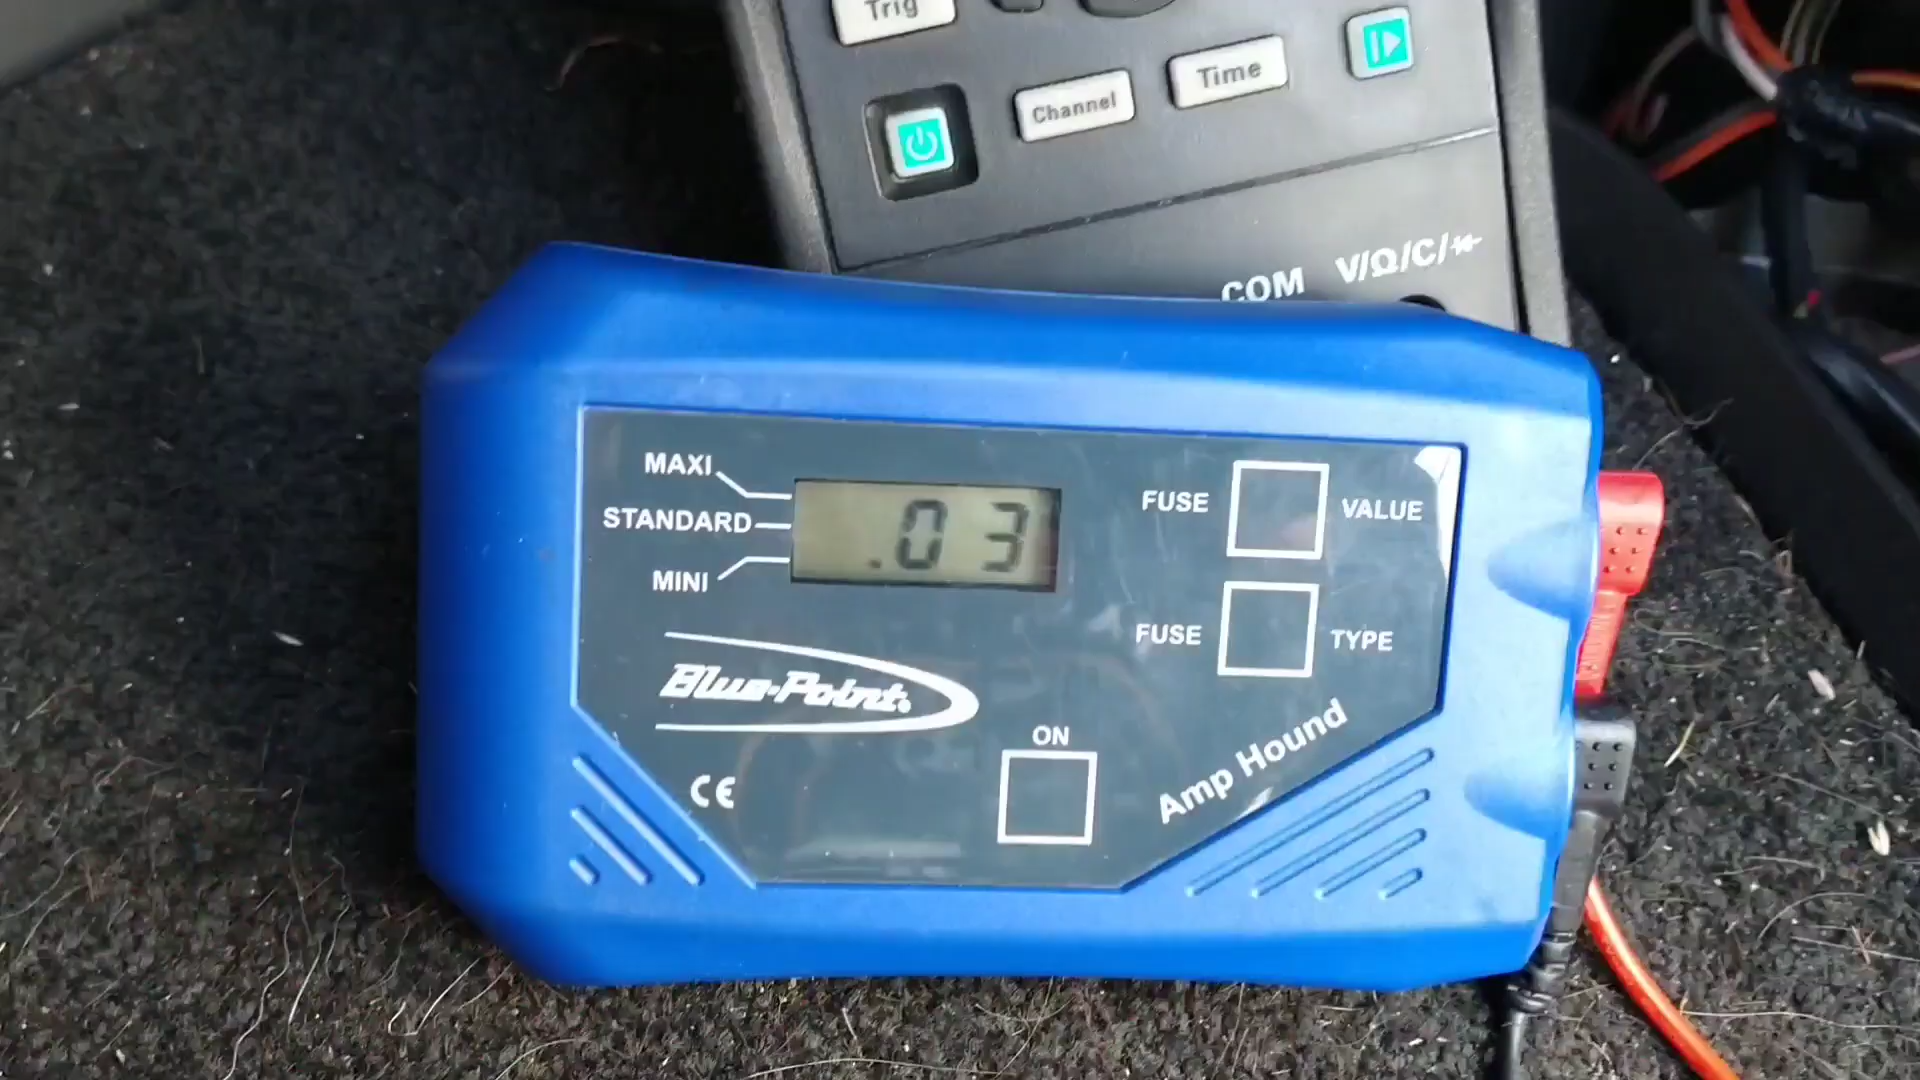 Trig
Channel
Time
COM V/Ω/C/
MAXI
STANDARD
MINI
.03
FUSE VALUE
FUSE TYPE
Blue-Point®
ON
Amp Hound
CE